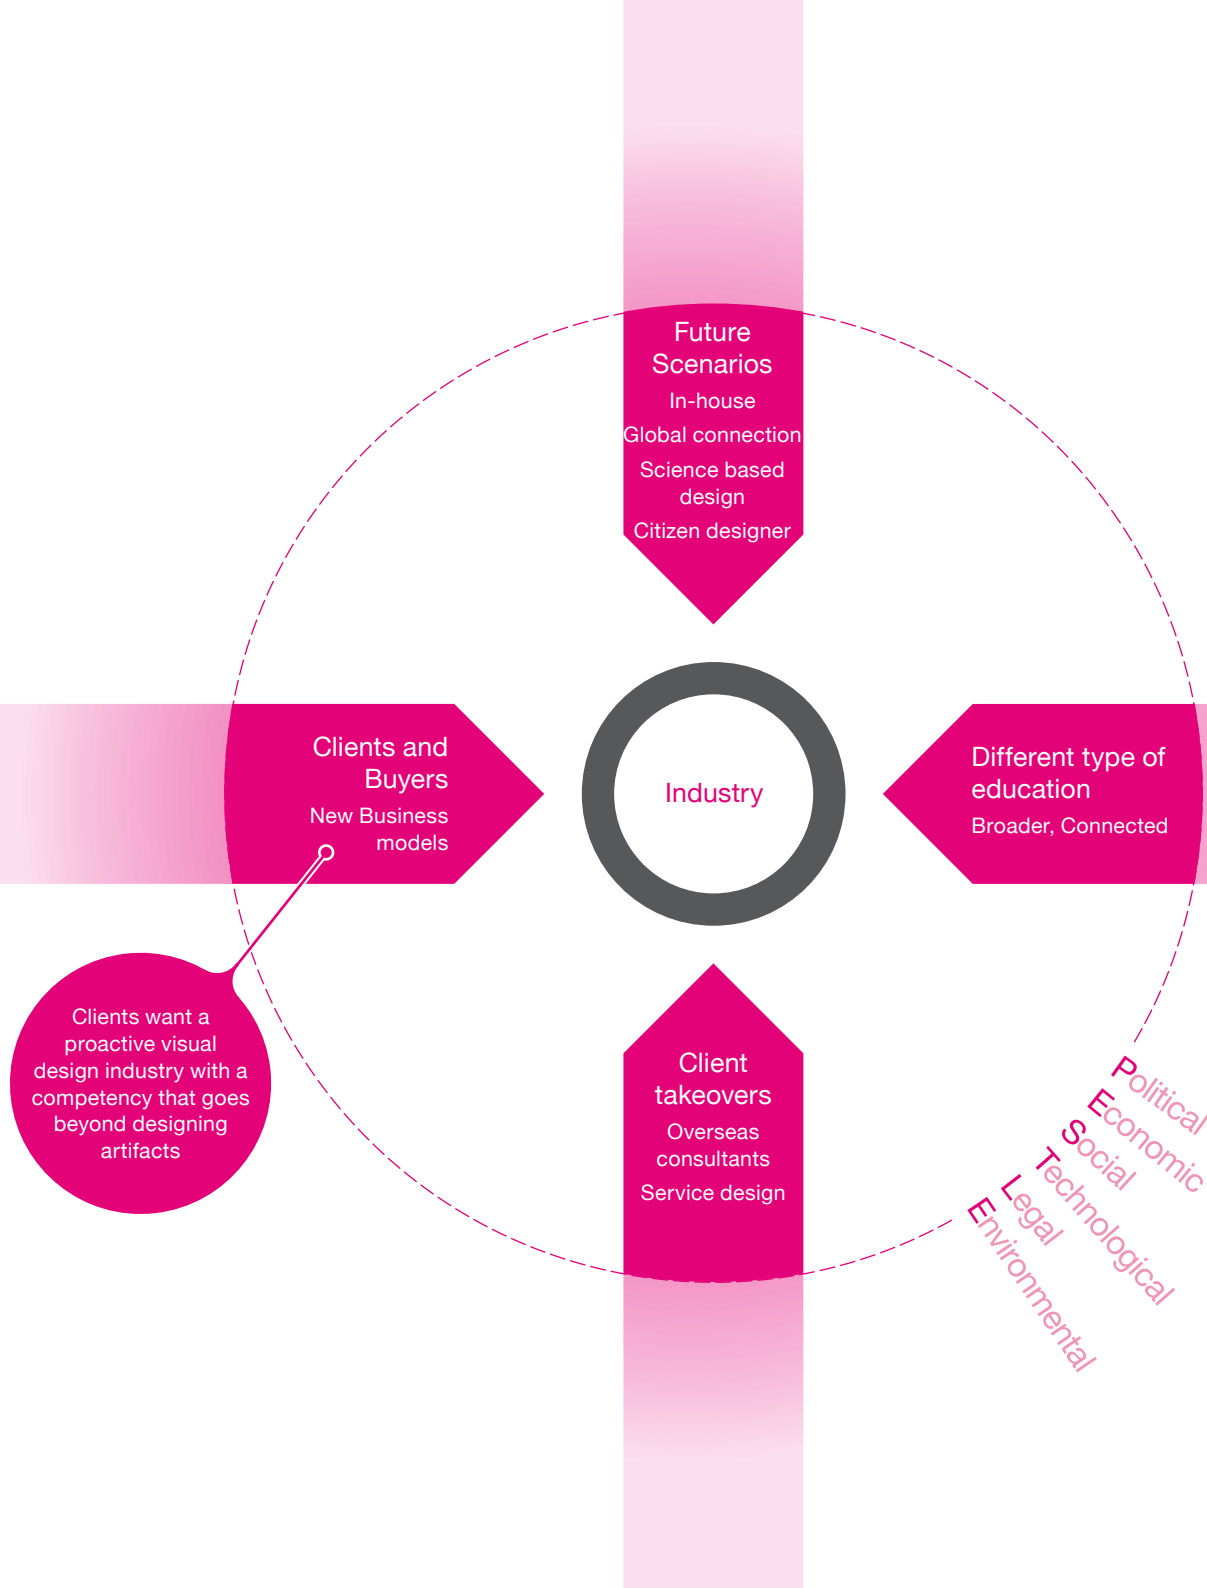 Future
Scenarios
In-house
Global connection
Science based
design
Citizen designer
Clients and
Buyers
New Business
models
Industry
Different type of
education
Broader, Connected
Clients want a
proactive visual
design industry with a
competency that goes
beyond designing
artifacts
Client
takeovers
Overseas
consultants
Service design
Political
Economic
Social
Technological
Legal
Environmental